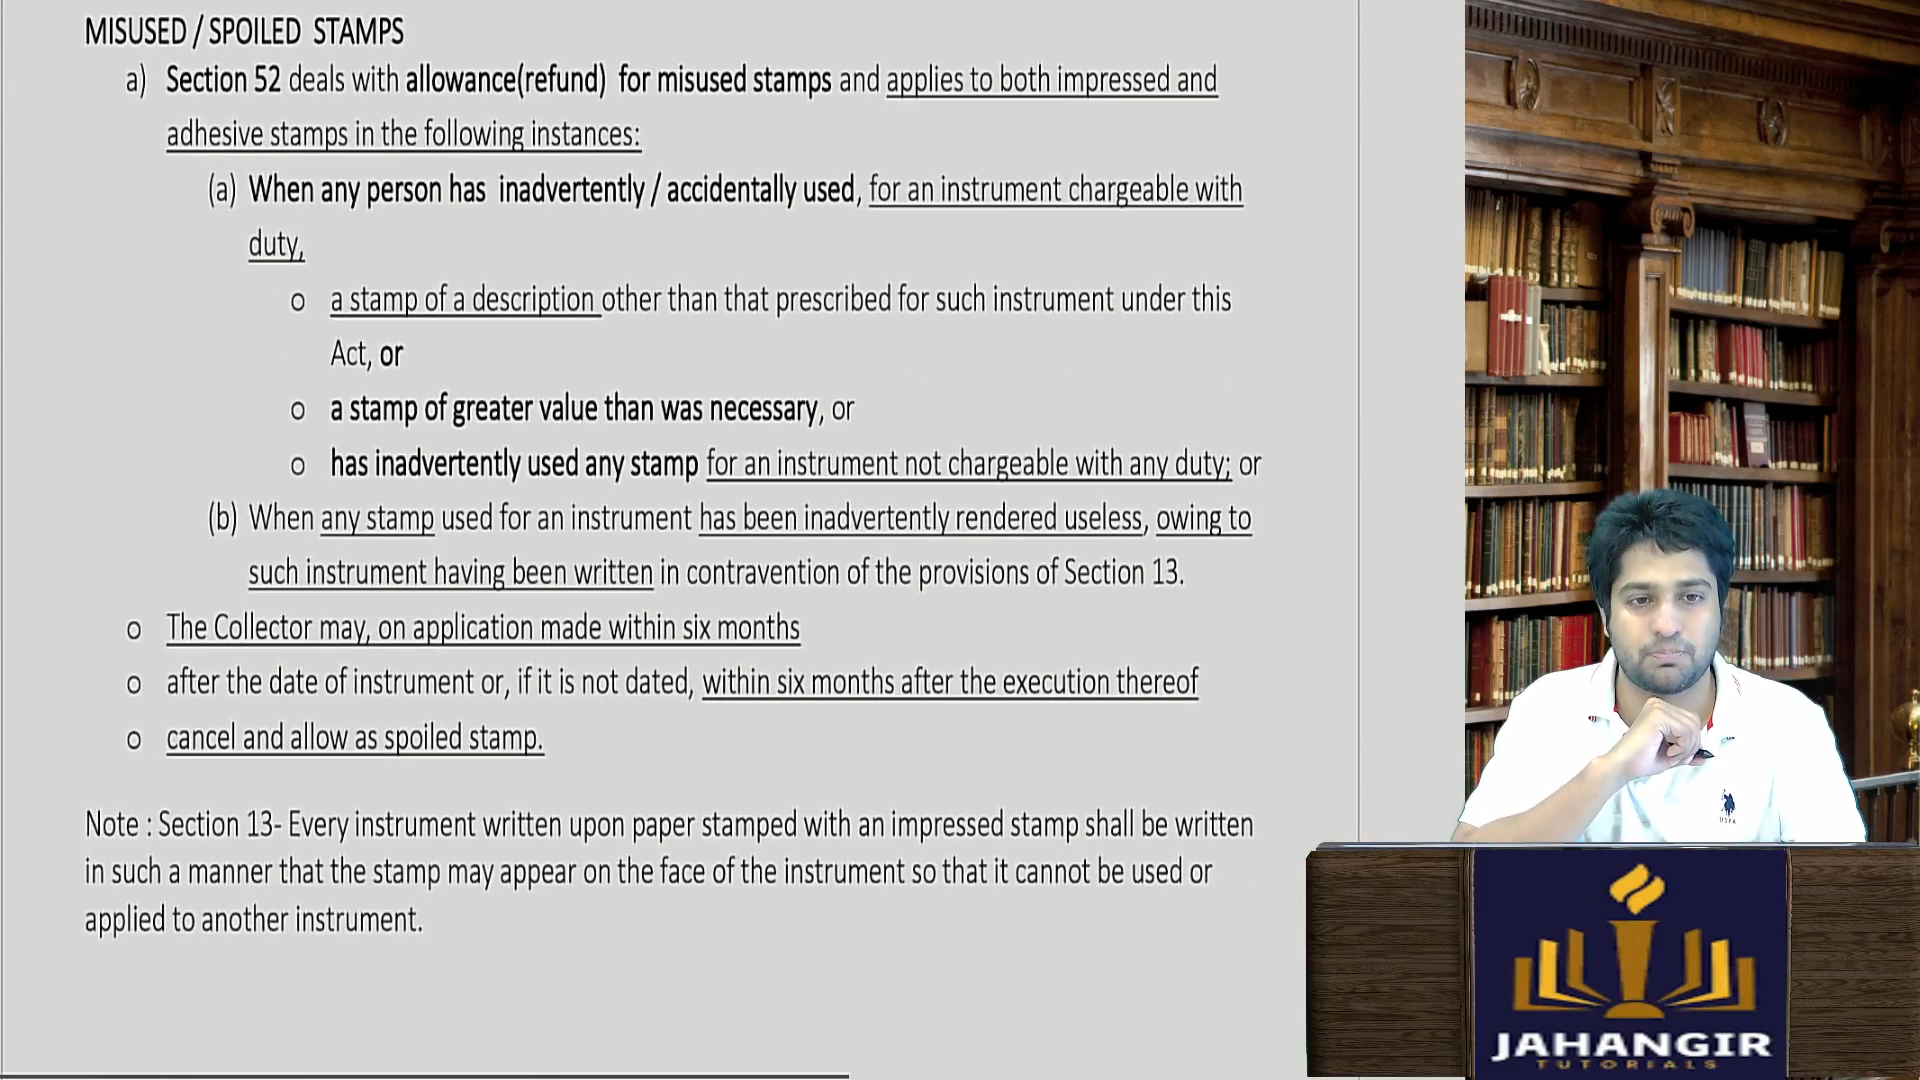 MISUSED / SPOILED STAMPS
a) Section 52 deals with allowance(refund) for misused stamps and applies to both impressed and
adhesive stamps in the following instances:
(a) When any person has inadvertently / accidentally used, for an instrument chargeable with
duty,
o a stamp of a description other than that prescribed for such instrument under this
Act, or
o a stamp of greater value than was necessary, or
o has inadvertently used any stamp for an instrument not chargeable with any duty; or
(b) When any stamp used for an instrument has been inadvertently rendered useless, owing to
such instrument having been written in contravention of the provisions of Section 13.
o The Collector may, on application made within six months
o after the date of instrument or, if it is not dated, within six months after the execution thereof
o cancel and allow as spoiled stamp.
Note : Section 13- Every instrument written upon paper stamped with an impressed stamp shall be written
in such a manner that the stamp may appear on the face of the instrument so that it cannot be used or
applied to another instrument.
USPA
JAHANGIR
TUTORIALS